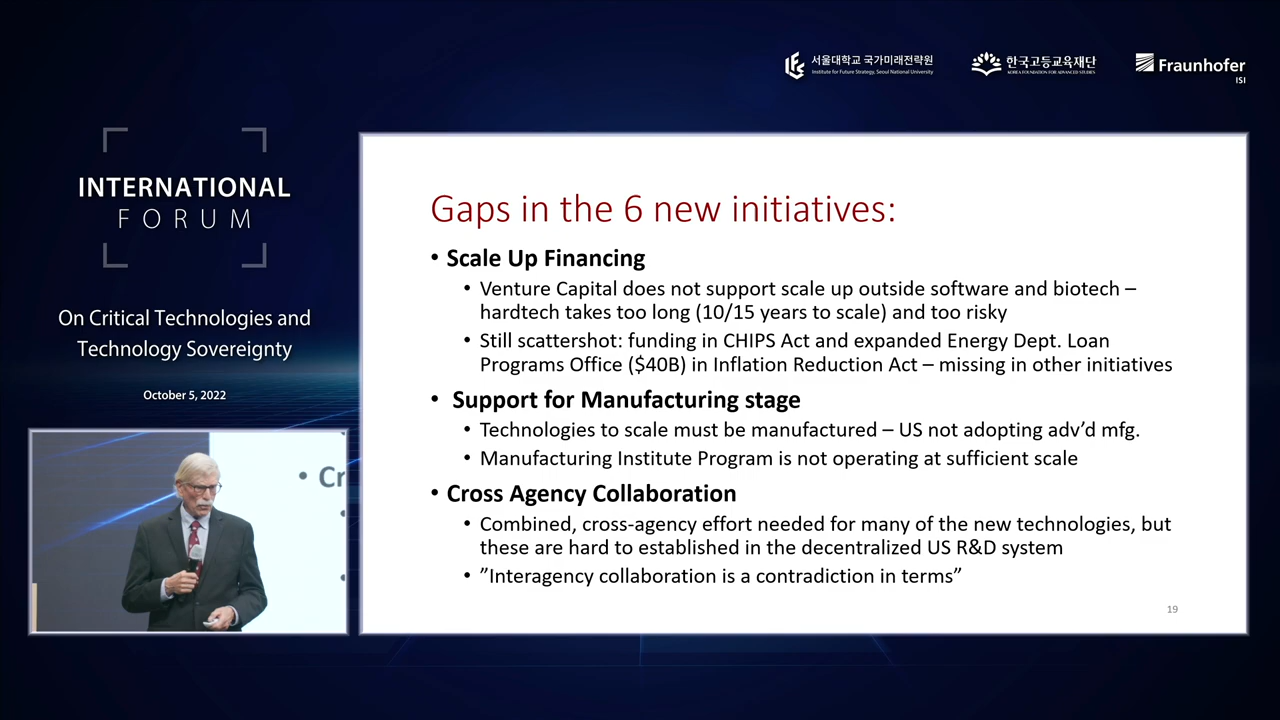 서울대학교 국가미래전략원
Institute for Future Strategy, Seoul National University
한국고등교육재단
KOREA FOUNDATION FOR ADVANCED STUDIES
Fraunhofer
ISI
INTERNATIONAL
FORUM
On Critical Technologies and
Technology Sovereignty
October 5, 2022
• Cr
Gaps in the 6 new initiatives:
• Scale Up Financing
• Venture Capital does not support scale up outside software and biotech –
hardtech takes too long (10/15 years to scale) and too risky
• Still scattershot: funding in CHIPS Act and expanded Energy Dept. Loan
Programs Office ($40B) in Inflation Reduction Act – missing in other initiatives
• Support for Manufacturing stage
• Technologies to scale must be manufactured – US not adopting adv’d mfg.
• Manufacturing Institute Program is not operating at sufficient scale
• Cross Agency Collaboration
• Combined, cross-agency effort needed for many of the new technologies, but
these are hard to established in the decentralized US R&D system
• ”Interagency collaboration is a contradiction in terms”
19